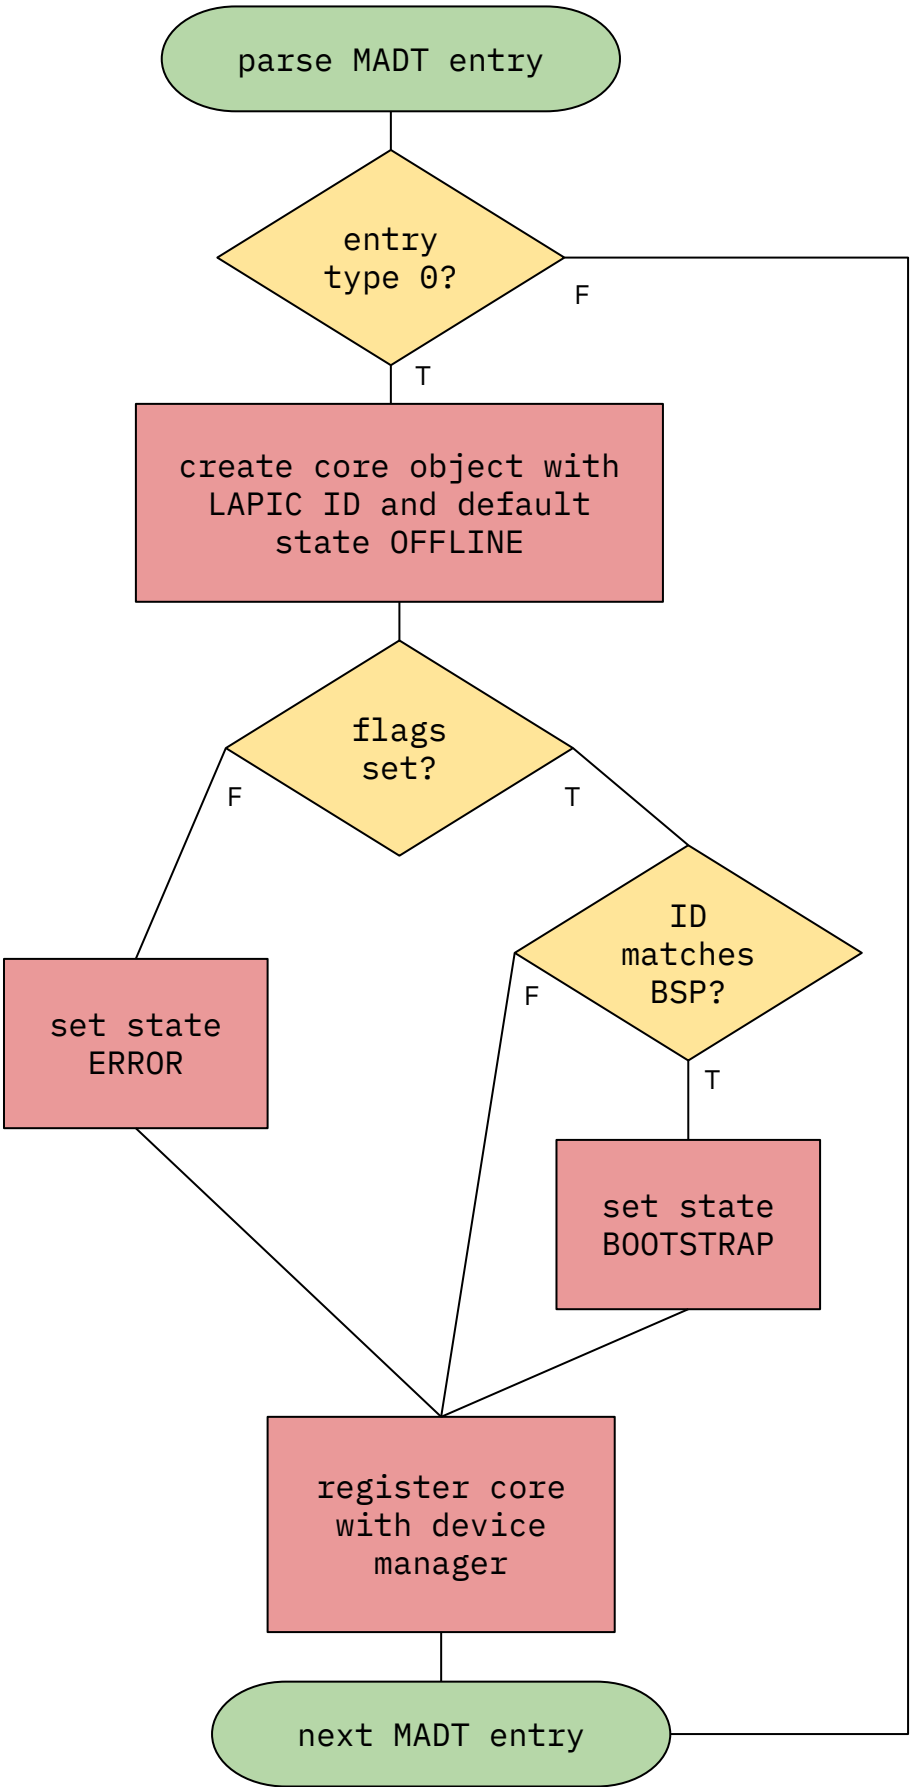 parse MADT entry
entry
type 0?
F
T
create core object with
LAPIC ID and default
state OFFLINE
flags
set?
F
T
ID
matches
BSP?
F
T
set state
ERROR
set state
BOOTSTRAP
register core
with device
manager
next MADT entry